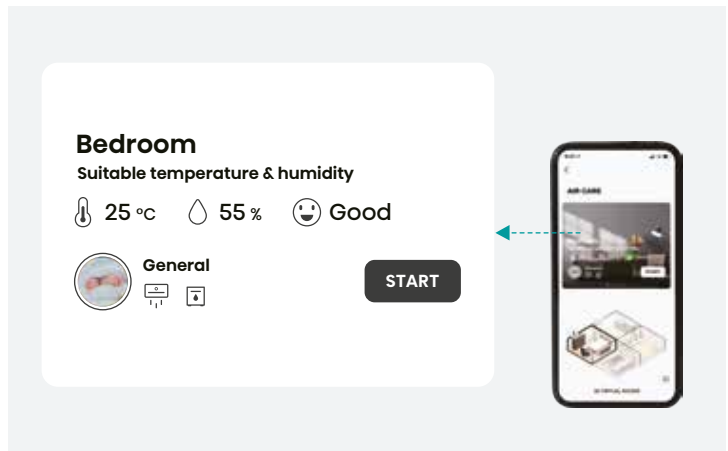 Bedroom
Suitable temperature & humidity
25 °C 55 % Good
General
START
AIR CARE